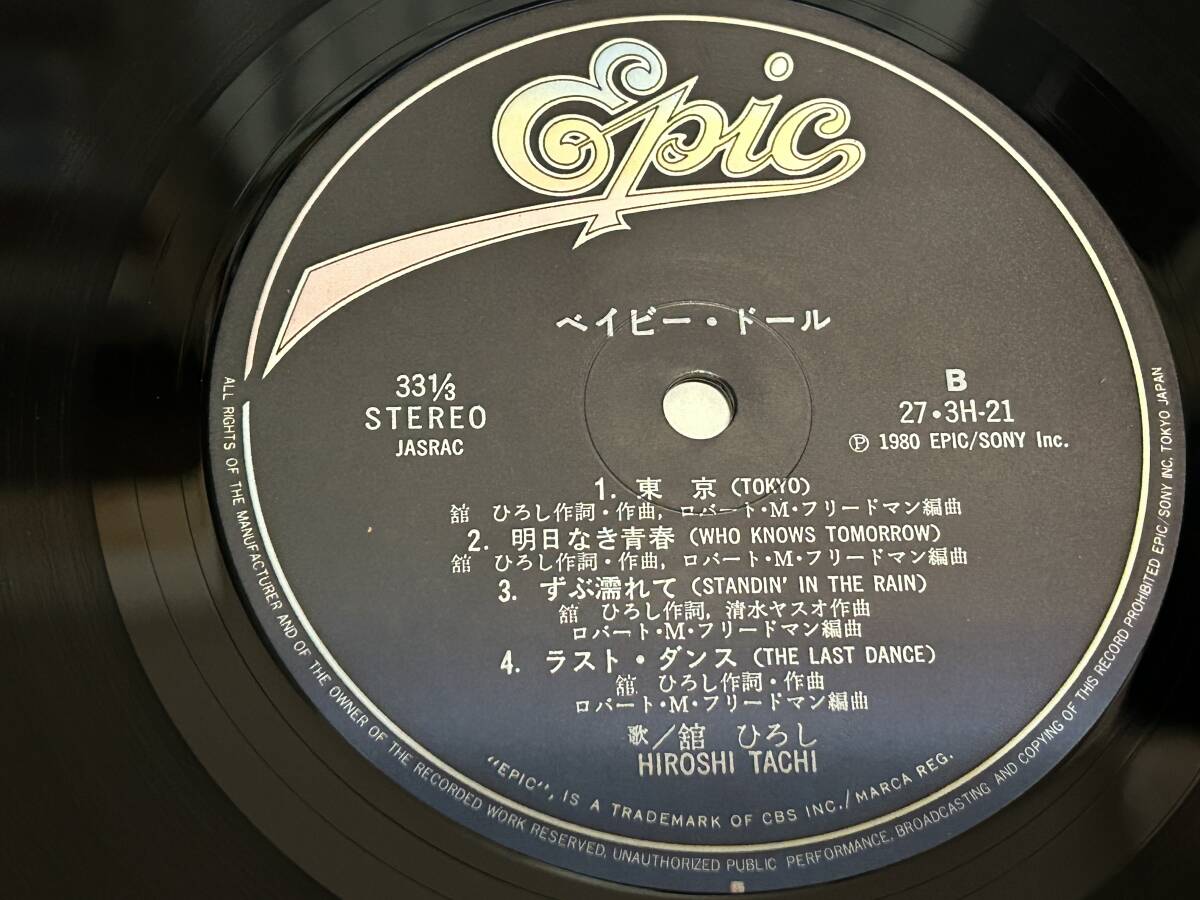 Epic
ベイビー・ドール
33⅓
STEREO
JASRAC
B
27・3H-21
Ⓟ 1980 EPIC/SONY Inc.
1. 東 京 (TOKYO)
舘 ひろし作詞・作曲, ロバート・M・フリードマン編曲
2. 明日なき青春 (WHO KNOWS TOMORROW)
舘 ひろし作詞・作曲, ロバート・M・フリードマン編曲
3. ずぶ濡れて (STANDIN' IN THE RAIN)
舘 ひろし作詞, 清水ヤスオ作曲
ロバート・M・フリードマン編曲
4. ラスト・ダンス (THE LAST DANCE)
舘 ひろし作詞・作曲
ロバート・M・フリードマン編曲
歌/舘 ひろし
HIROSHI TACHI
"EPIC", IS A TRADEMARK OF CBS INC./MARCA REG.
ALL RIGHTS OF THE MANUFACTURER AND OF THE OWNER OF THE RECORDED WORK RESERVED, UNAUTHORIZED PUBLIC PERFORMANCE, BROADCASTING AND COPYING OF THIS RECORD PROHIBITED EPIC/SONY INC, TOKYO JAPAN